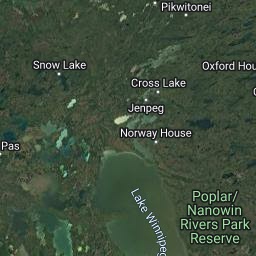 Pikwitonei
Snow Lake
Oxford Hou
Cross Lake
Jenpeg
Norway House
Pas
Lake Winnipeg
Poplar/
Nanowin
Rivers Park
Reserve